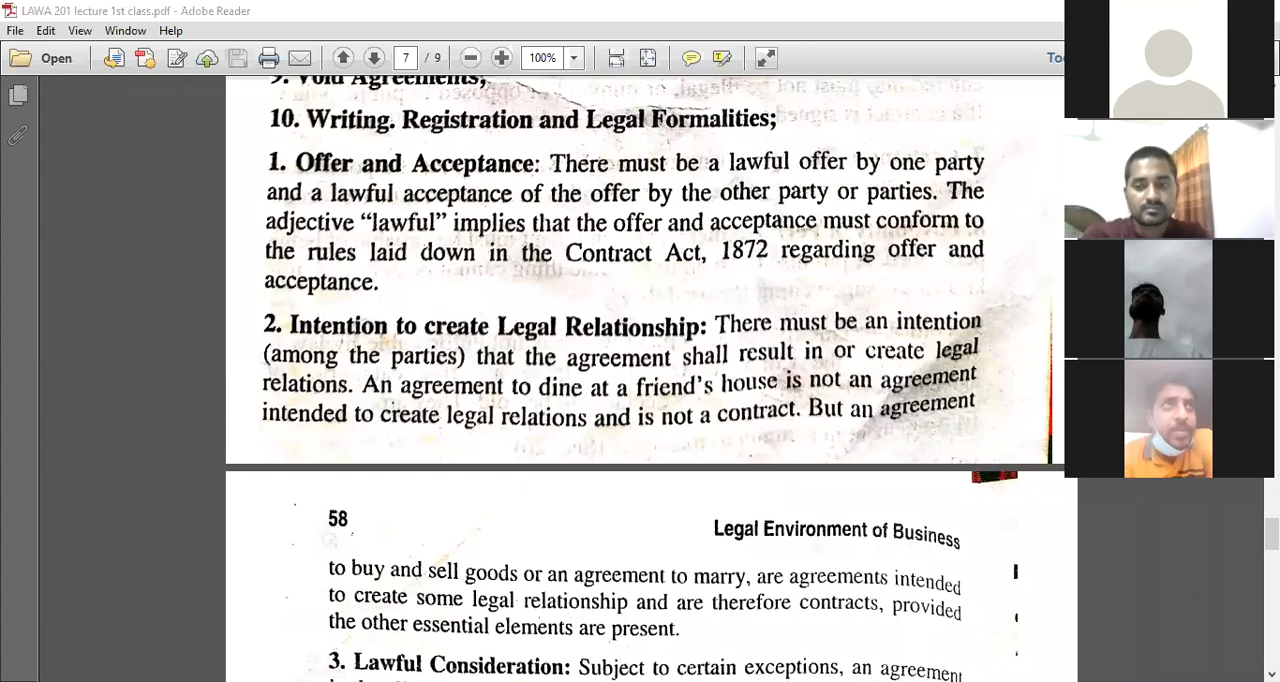 LAWA 201 lecture 1st class.pdf - Adobe Reader
File Edit View Window Help
Open 7 / 9 100%
9. Void Agreements;
10. Writing. Registration and Legal Formalities;
1. Offer and Acceptance: There must be a lawful offer by one party
and a lawful acceptance of the offer by the other party or parties. The
adjective “lawful” implies that the offer and acceptance must conform to
the rules laid down in the Contract Act, 1872 regarding offer and
acceptance.
2. Intention to create Legal Relationship: There must be an intention
(among the parties) that the agreement shall result in or create legal
relations. An agreement to dine at a friend's house is not an agreement
intended to create legal relations and is not a contract. But an agreement
58
Legal Environment of Business
to buy and sell goods or an agreement to marry, are agreements intended
to create some legal relationship and are therefore contracts, provided
the other essential elements are present.
3. Lawful Consideration: Subject to certain exceptions, an agreement